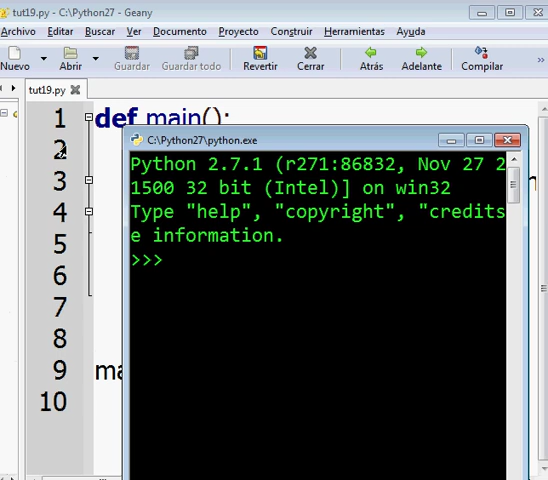 tut19.py - C:\Python27 - Geany
Archivo Editar Buscar Ver Documento Proyecto Construir Herramientas Ayuda
Nuevo Abrir Guardar Guardar todo Revertir Cerrar Atrás Adelante Compilar
tut19.py
1 def main():
2
3
4
5
6
7
8
9 ma
10
C:\Python27\python.exe
Python 2.7.1 (r271:86832, Nov 27 2
1500 32 bit (Intel)] on win32
Type "help", "copyright", "credits
e information.
>>>